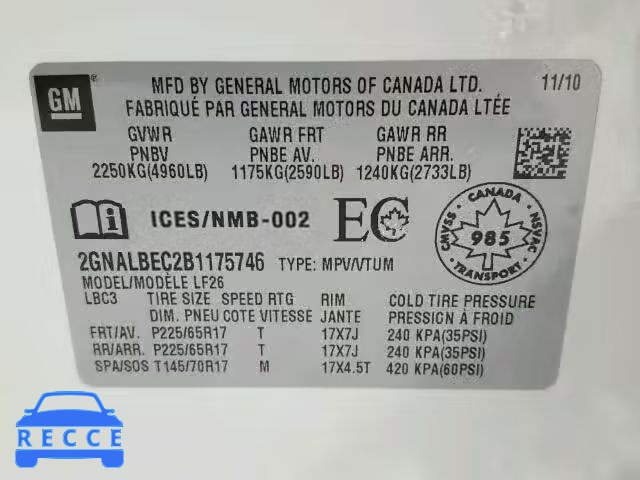 GM
MFD BY GENERAL MOTORS OF CANADA LTD. 11/10
FABRIQUÉ PAR GENERAL MOTORS DU CANADA LTÉE
GVWR GAWR FRT GAWR RR
PNBV PNBE AV. PNBE ARR.
2250KG(4960LB) 1175KG(2590LB) 1240KG(2733LB)
ICES/NMB-002 EC
CANADA
CMVSS 985 NSVAC
TRANSPORT
2GNALBEC2B1175746 TYPE: MPV/VTUM
MODEL/MODÈLE LF26
LBC3 TIRE SIZE SPEED RTG RIM COLD TIRE PRESSURE
DIM. PNEU COTE VITESSE JANTE PRESSION À FROID
FRT/AV. P225/65R17 T 17X7J 240 KPA(35PSI)
RR/ARR. P225/65R17 T 17X7J 240 KPA(35PSI)
SPA/SOS T145/70R17 M 17X4.5T 420 KPA(60PSI)
RECCE